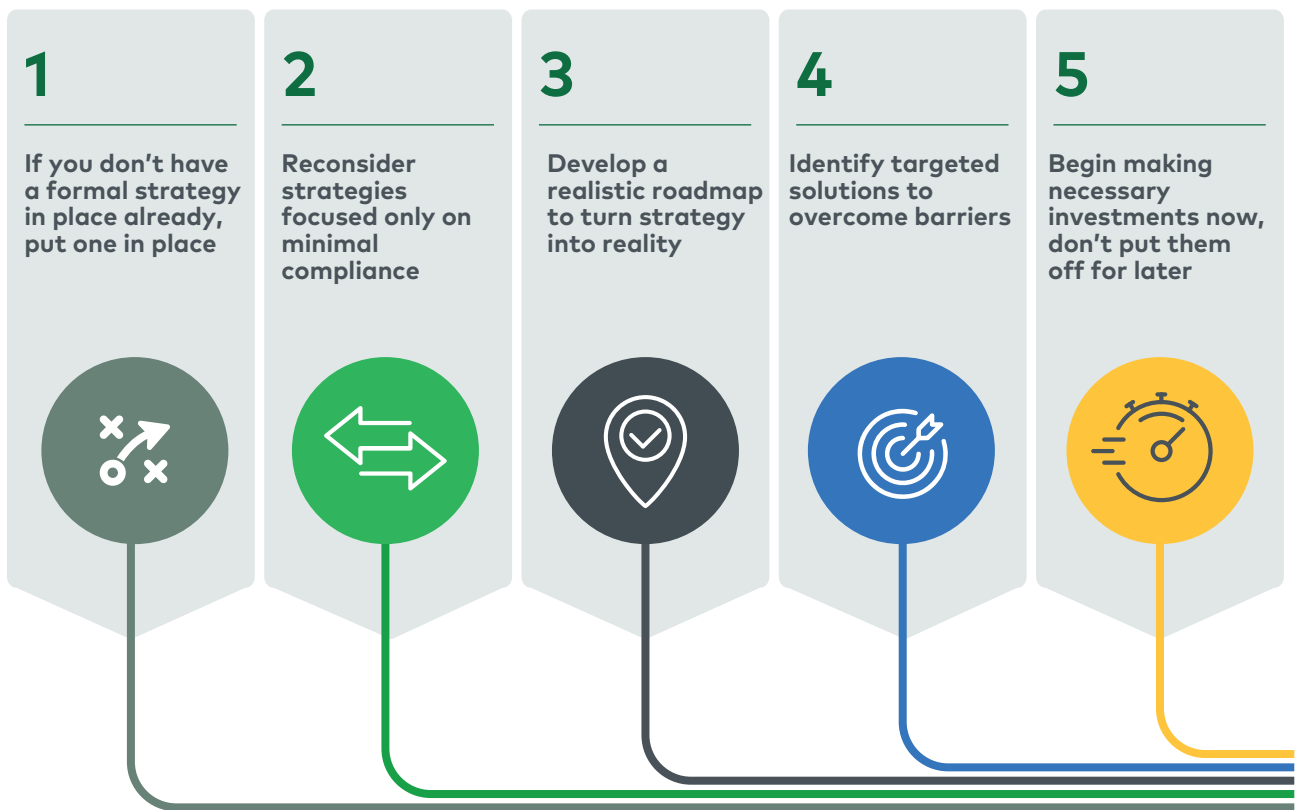 1
If you don’t have
a formal strategy
in place already,
put one in place
2
Reconsider
strategies
focused only on
minimal
compliance
3
Develop a
realistic roadmap
to turn strategy
into reality
4
Identify targeted
solutions to
overcome barriers
5
Begin making
necessary
investments now,
don’t put them
off for later